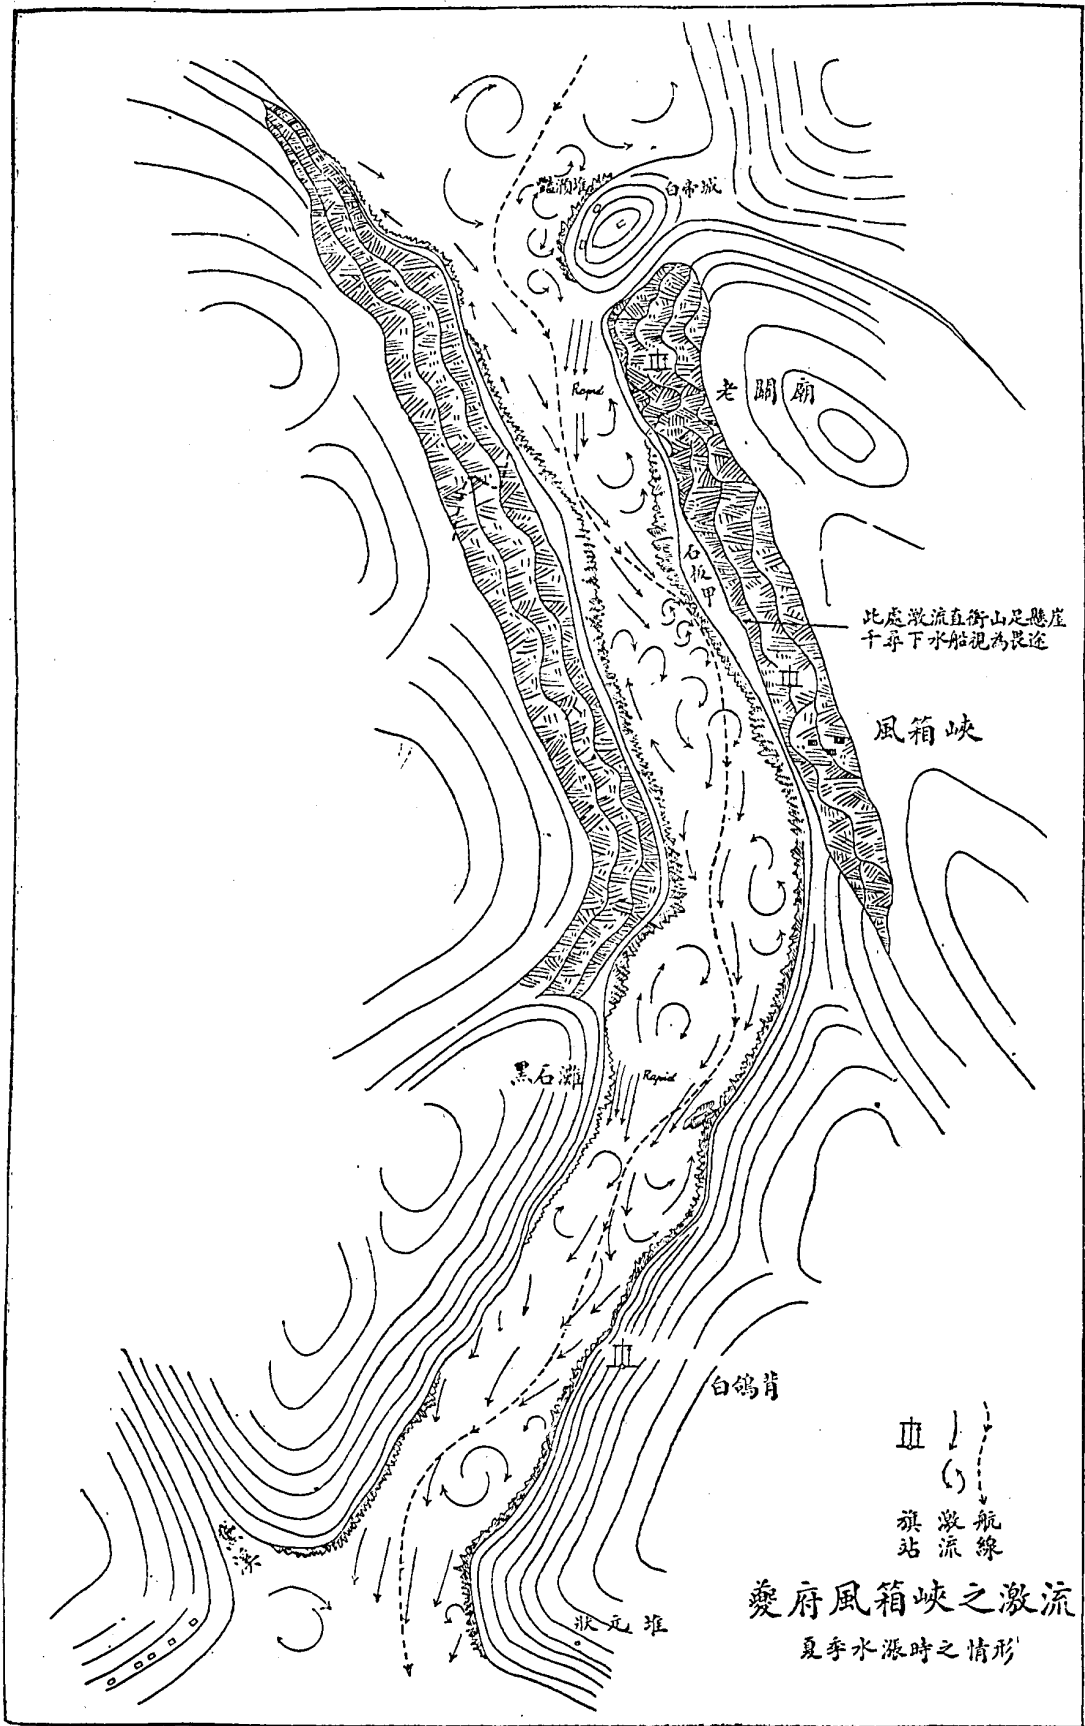 灔澦堆
白帝城
Rapid
老關廟
石板甲
此處激流直衝山足懸崖
千尋下水船視為畏途
風箱峽
黑石灘
Rapid
白鴿背
狀元堆
旗站
激流
航線
夔府風箱峽之激流
夏季水漲時之情形